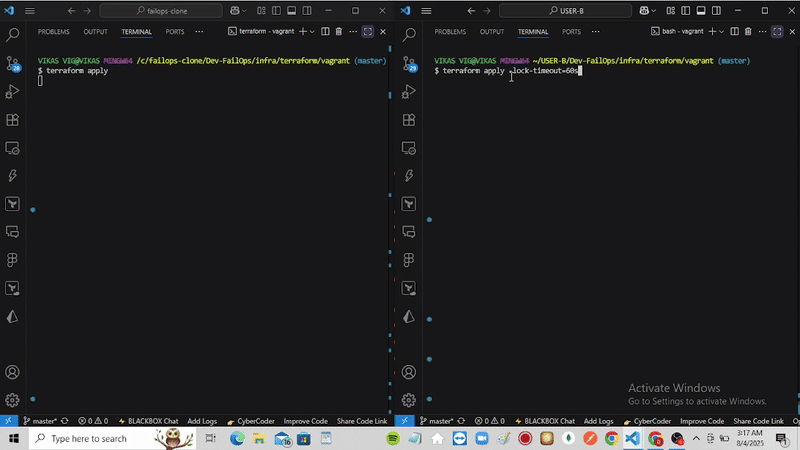 failops-clone
PROBLEMS OUTPUT TERMINAL PORTS ··· terraform - vagrant
VIKAS VIG@VIKAS MINGW64 /c/failops-clone/Dev-FailOps/infra/terraform/vagrant (master)
$ terraform apply
28
master* 0 0 BLACKBOX Chat Add Logs CyberCoder Improve Code Share Code Link
USER-B
PROBLEMS OUTPUT TERMINAL PORTS ··· bash - vagrant
VIKAS VIG@VIKAS MINGW64 ~/USER-B/Dev-FailOps/infra/terraform/vagrant (master)
$ terraform apply -lock-timeout=60s
29
Activate Windows
Go to Settings to activate Windows.
master* 0 0 BLACKBOX Chat Add Logs CyberCoder Improve Code Share Code Link
Type here to search
3:17 AM
8/4/2025